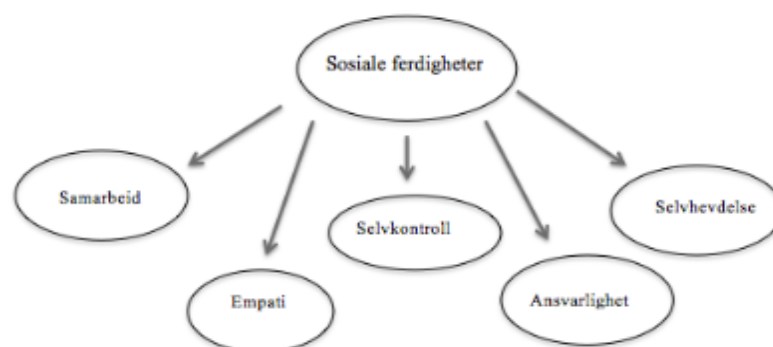 Sosiale ferdigheter
Samarbeid
Empati
Selvkontroll
Ansvarlighet
Selvhevdelse